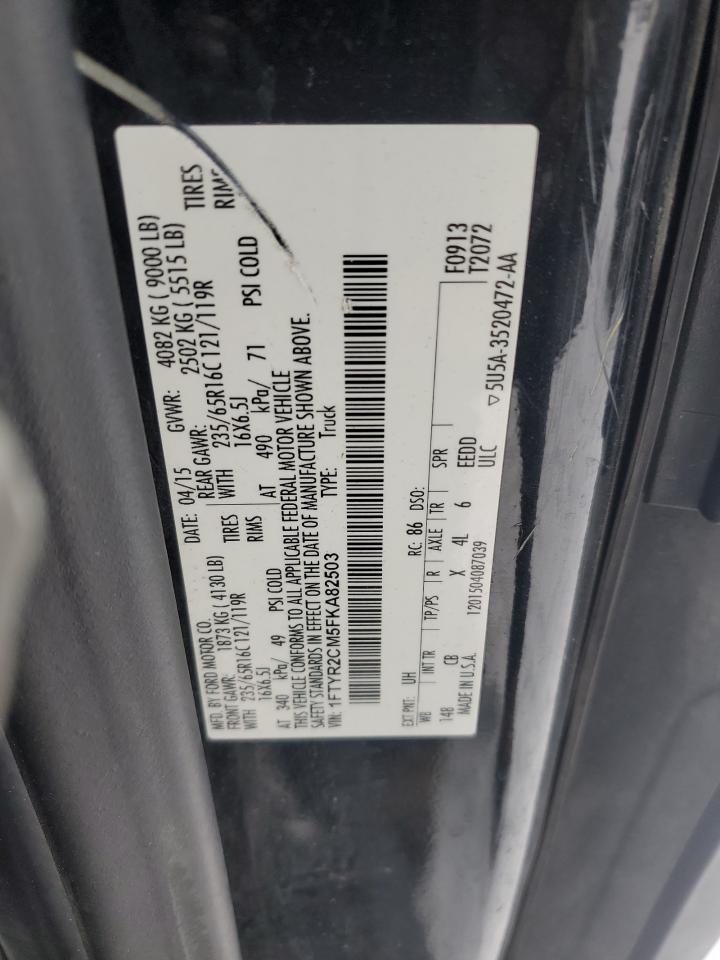 MFD. BY FORD MOTOR CO.
DATE: 04/15 GVWR: 4082 KG ( 9000 LB)
FRONT GAWR: 1873 KG ( 4130 LB) REAR GAWR: 2502 KG ( 5515 LB)
WITH 235/65R16C 121/119R TIRES WITH 235/65R16C 121/119R TIRES
16X6.5J RIMS 16X6.5J RIMS
AT 340 kPa/ 49 PSI COLD AT 490 kPa/ 71 PSI COLD
THIS VEHICLE CONFORMS TO ALL APPLICABLE FEDERAL MOTOR VEHICLE
SAFETY STANDARDS IN EFFECT ON THE DATE OF MANUFACTURE SHOWN ABOVE.
VIN: 1FTYR2CM5FKA82503 TYPE: Truck
EXT PNT: UH RC: 86 DSO: F0913
WB INT TR TP/PS R AXLE TR SPR T2072
148 CB X 4L 6 EEDD
MADE IN U.S.A. 1201504087039 ULC ▽5U5A-3520472-AA